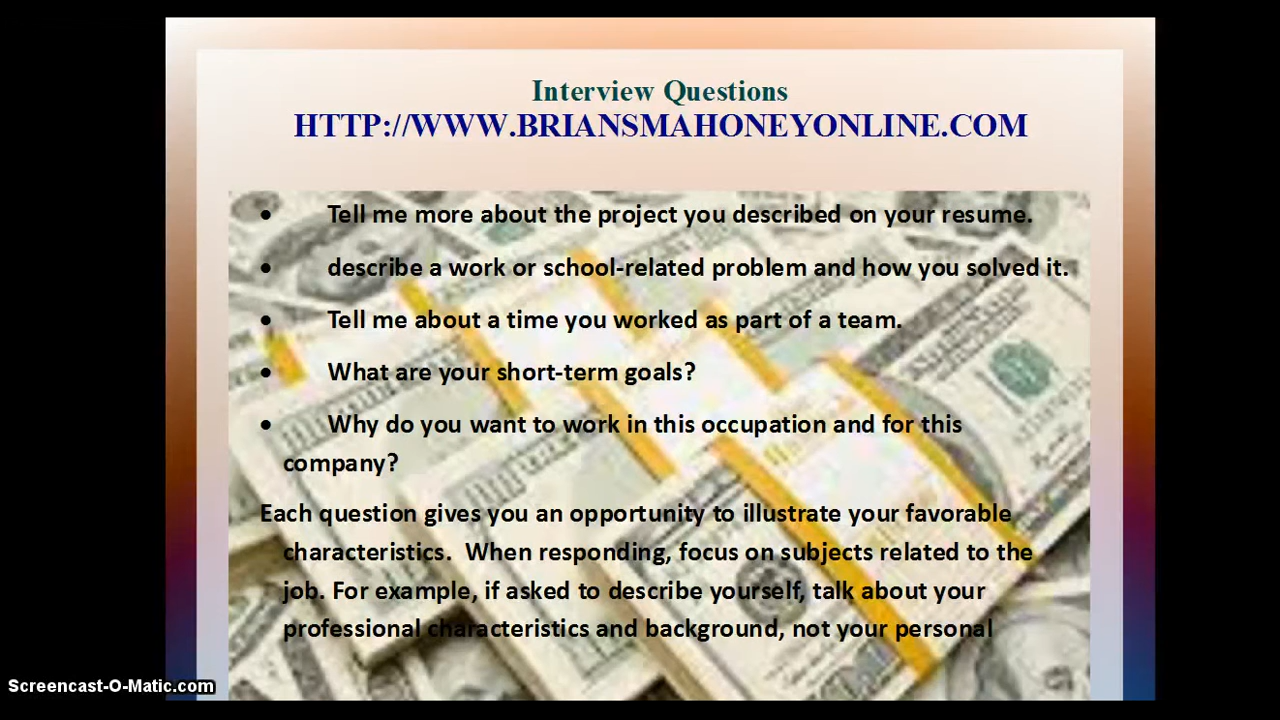 Interview Questions
HTTP://WWW.BRIANSMAHONEYONLINE.COM
• Tell me more about the project you described on your resume.
• describe a work or school-related problem and how you solved it.
• Tell me about a time you worked as part of a team.
• What are your short-term goals?
• Why do you want to work in this occupation and for this
company?
Each question gives you an opportunity to illustrate your favorable
characteristics. When responding, focus on subjects related to the
job. For example, if asked to describe yourself, talk about your
professional characteristics and background, not your personal
Screencast-O-Matic.com